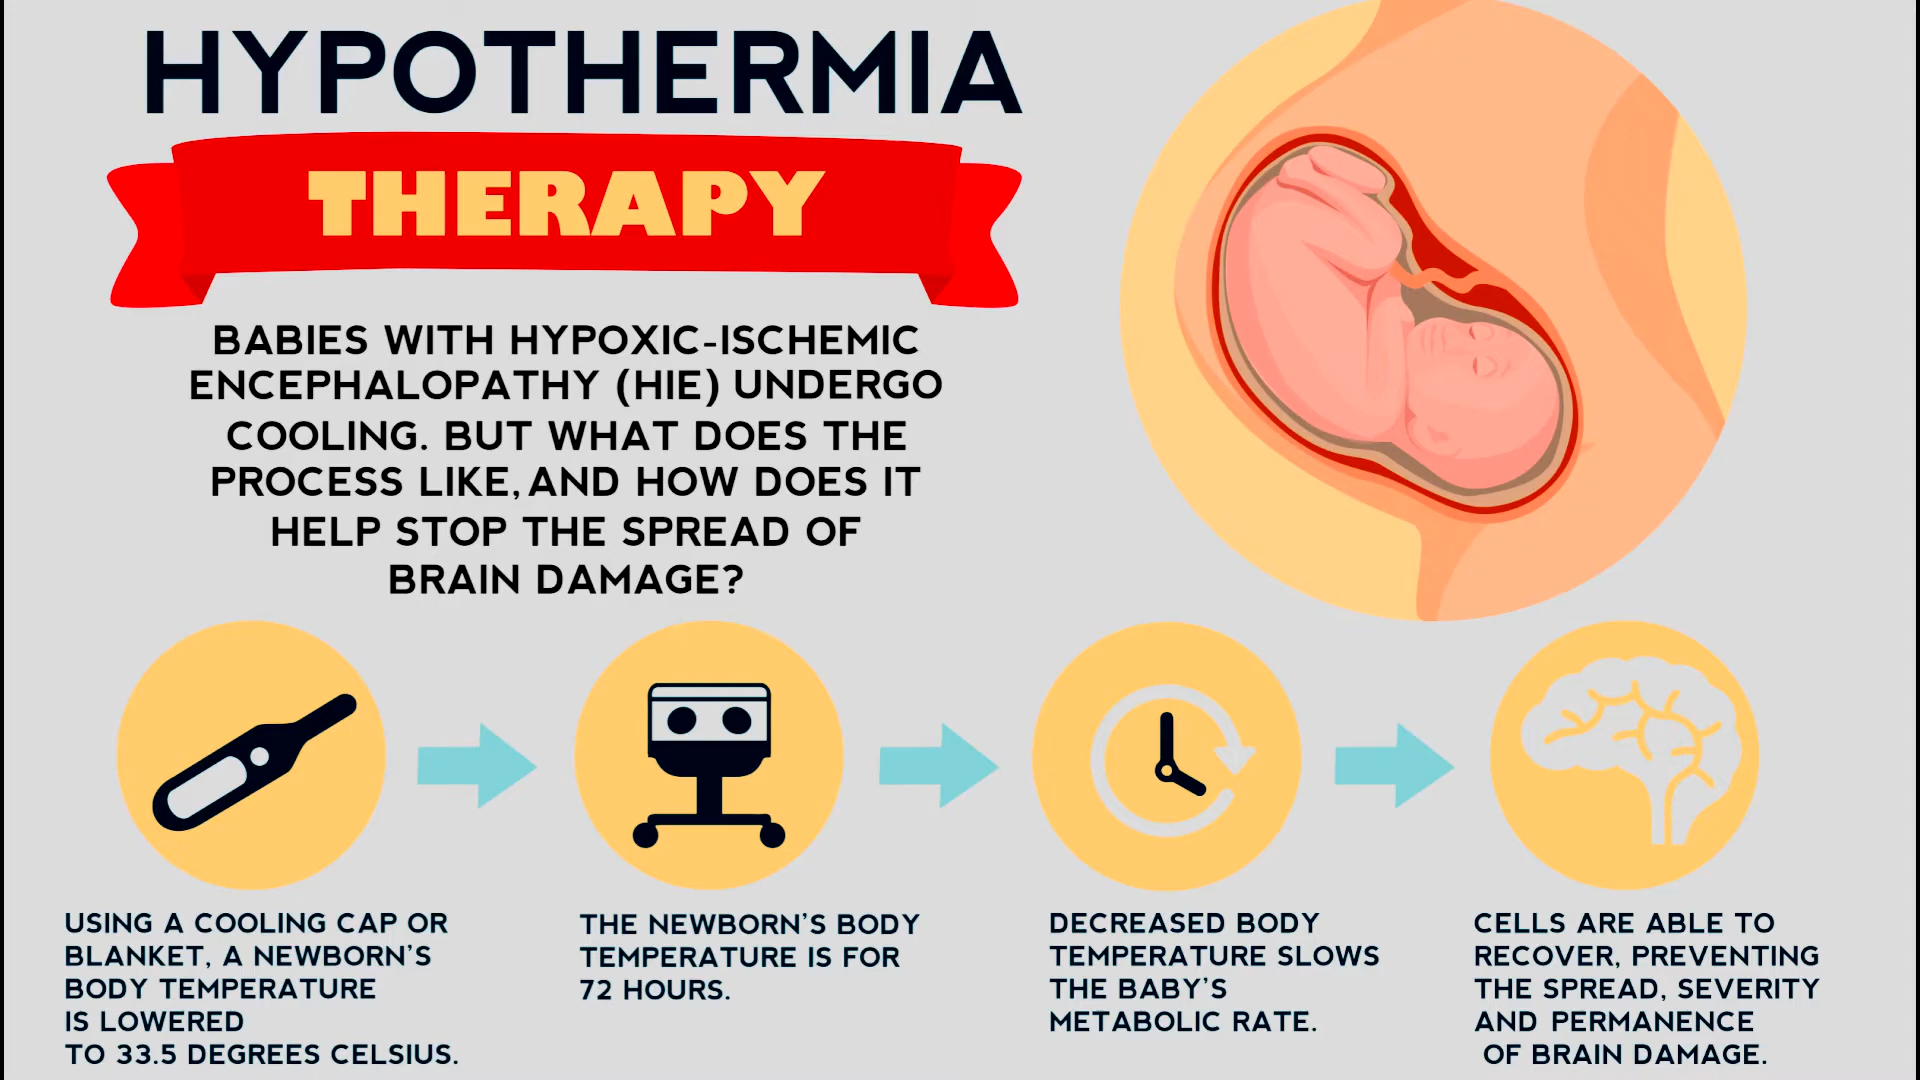 HYPOTHERMIA
THERAPY
BABIES WITH HYPOXIC-ISCHEMIC
ENCEPHALOPATHY (HIE) UNDERGO
COOLING. BUT WHAT DOES THE
PROCESS LIKE, AND HOW DOES IT
HELP STOP THE SPREAD OF
BRAIN DAMAGE?
USING A COOLING CAP OR
BLANKET, A NEWBORN'S
BODY TEMPERATURE
IS LOWERED
TO 33.5 DEGREES CELSIUS.
THE NEWBORN'S BODY
TEMPERATURE IS FOR
72 HOURS.
DECREASED BODY
TEMPERATURE SLOWS
THE BABY'S
METABOLIC RATE.
CELLS ARE ABLE TO
RECOVER, PREVENTING
THE SPREAD, SEVERITY
AND PERMANENCE
OF BRAIN DAMAGE.